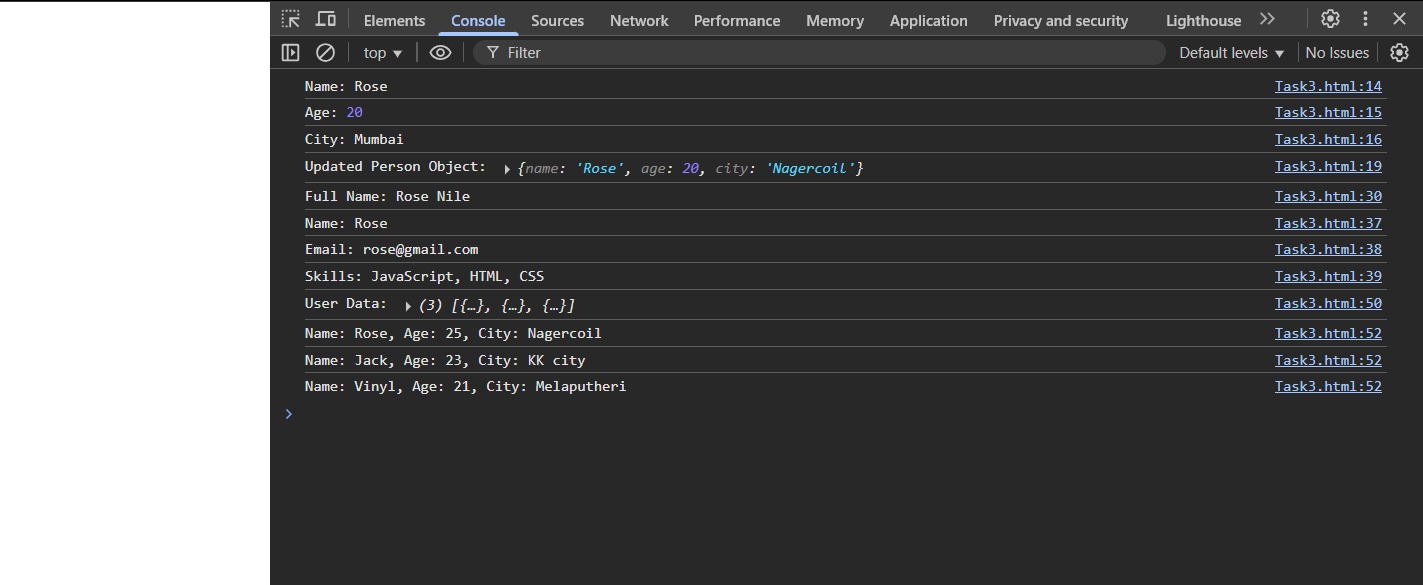 Elements Console Sources Network Performance Memory Application Privacy and security Lighthouse
top Filter Default levels No Issues
Name: Rose Task3.html:14
Age: 20 Task3.html:15
City: Mumbai Task3.html:16
Updated Person Object: {name: 'Rose', age: 20, city: 'Nagercoil'} Task3.html:19
Full Name: Rose Nile Task3.html:30
Name: Rose Task3.html:37
Email: rose@gmail.com Task3.html:38
Skills: JavaScript, HTML, CSS Task3.html:39
User Data: (3) [{…}, {…}, {…}] Task3.html:50
Name: Rose, Age: 25, City: Nagercoil Task3.html:52
Name: Jack, Age: 23, City: KK city Task3.html:52
Name: Vinyl, Age: 21, City: Melaputheri Task3.html:52